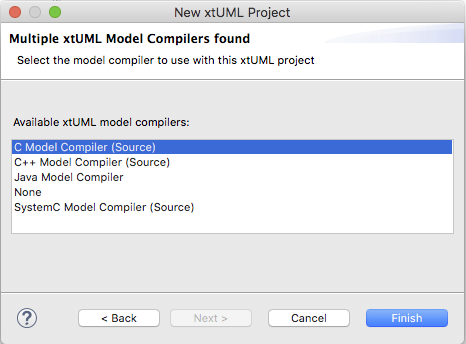 New xtUML Project
Multiple xtUML Model Compilers found
Select the model compiler to use with this xtUML project
Available xtUML model compilers:
C Model Compiler (Source)
C++ Model Compiler (Source)
Java Model Compiler
None
SystemC Model Compiler (Source)
? < Back Next > Cancel Finish